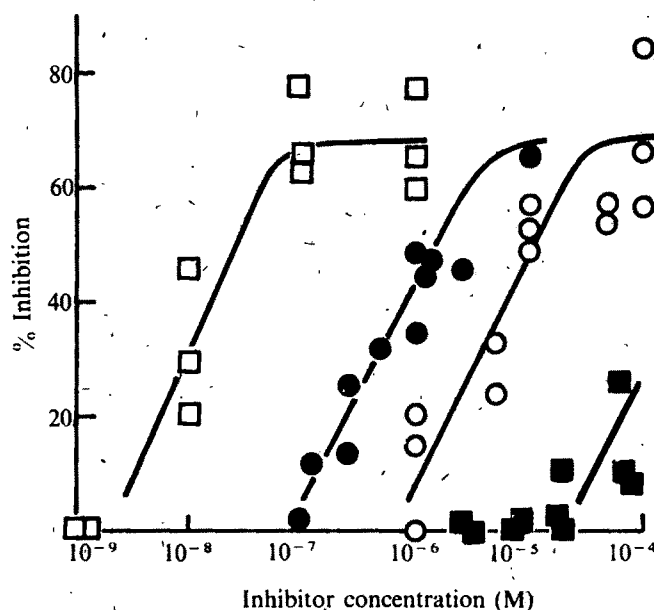 80
60
40
20
% Inhibition
10⁻⁹ 10⁻⁸ 10⁻⁷ 10⁻⁶ 10⁻⁵ 10⁻⁴
Inhibitor concentration (M)